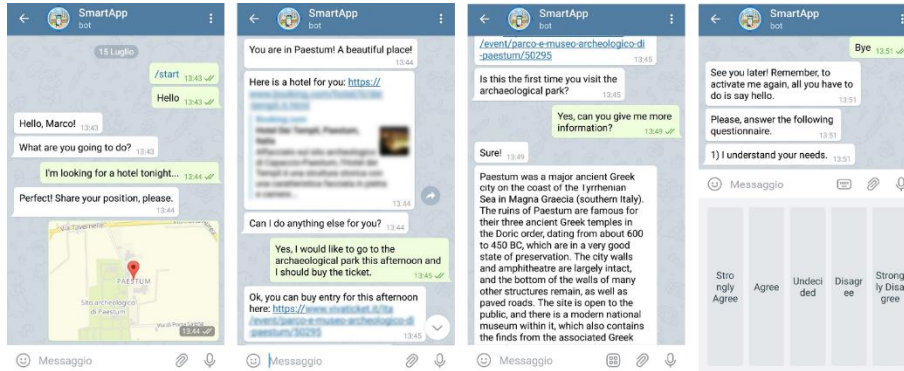 SmartApp
bot
15 Luglio
/start 13:43
Hello 13:43
Hello, Marco! 13:43
What are you going to do? 13:43
I'm looking for a hotel tonight... 13:44
Perfect! Share your position, please.
13:44
Via Tavernelle
PAESTUM
Sito archeologico
di Paestum
Via di Porta
13:44
Messaggio
SmartApp
bot
You are in Paestum! A beautiful place!
13:44
Here is a hotel for you: https://
13:44
Can I do anything else for you? 13:44
Yes, I would like to go to the
archaeological park this afternoon and
I should buy the ticket. 13:45
Ok, you can buy entry for this afternoon
here: https://www.vivaticket.it/ita
/event/parco-e-museo-archeologico-di
-paestum/50295 13:45
Messaggio
SmartApp
bot
/event/parco-e-museo-archeologico-di
-paestum/50295 13:45
Is this the first time you visit the
archaeological park? 13:45
Yes, can you give me more
information? 13:49
Sure! 13:49
Paestum was a major ancient Greek
city on the coast of the Tyrrhenian
Sea in Magna Graecia (southern Italy).
The ruins of Paestum are famous for
their three ancient Greek temples in
the Doric order, dating from about 600
to 450 BC, which are in a very good
state of preservation. The city walls
and amphitheatre are largely intact,
and the bottom of the walls of many
other structures remain, as well as
paved roads. The site is open to the
public, and there is a modern national
museum within it, which also contains
the finds from the associated Greek
Messaggio
SmartApp
bot
Bye 13:51
See you later! Remember, to
activate me again, all you have to
do is say hello. 13:51
Please, answer the following
questionnaire. 13:51
1) I understand your needs. 13:51
Messaggio
Stro
ngly
Agree
Agree
Undeci
ded
Disagr
ee
Strong
ly Disa
gree